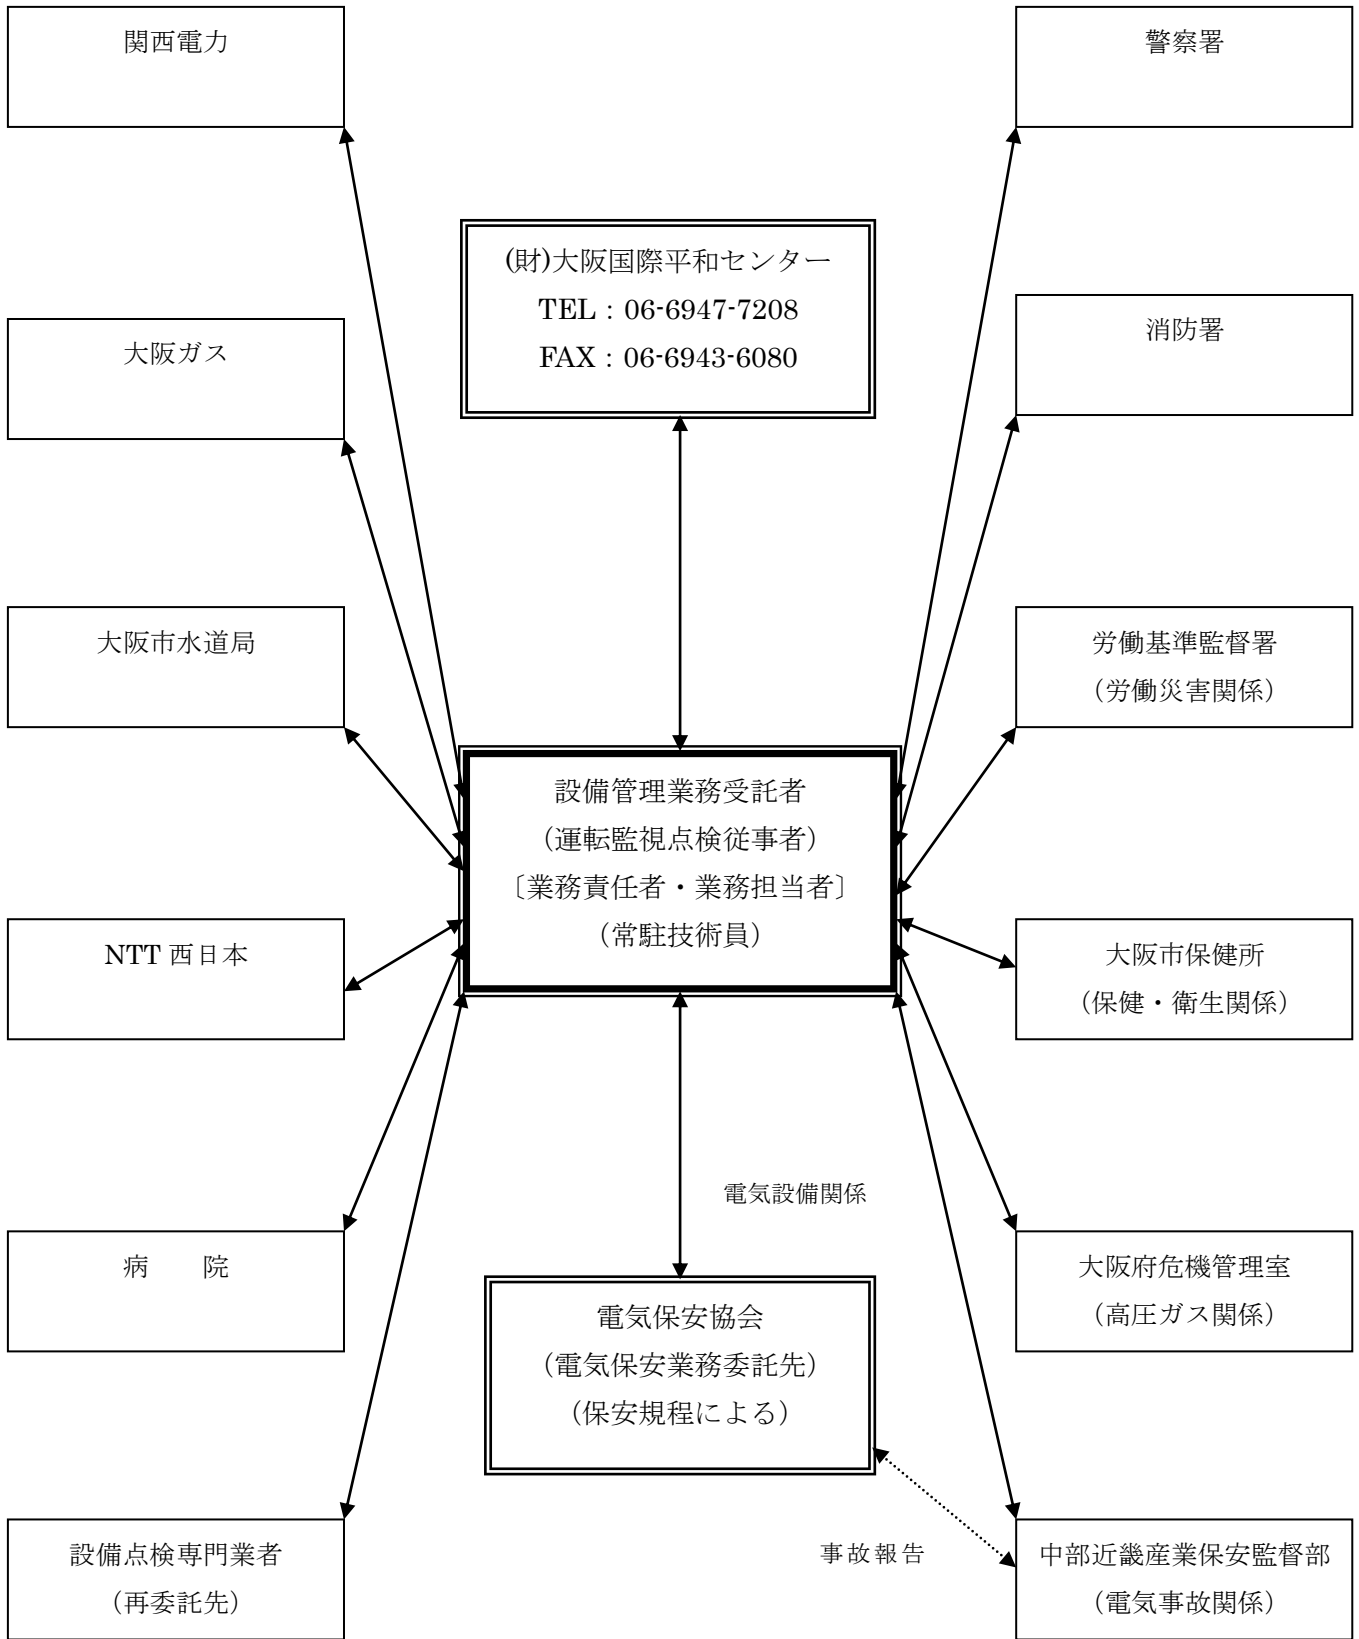 関西電力
警察署
(財)大阪国際平和センター
TEL：06-6947-7208
FAX：06-6943-6080
大阪ガス
消防署
大阪市水道局
労働基準監督署
（労働災害関係）
設備管理業務受託者
（運転監視点検従事者）
〔業務責任者・業務担当者〕
（常駐技術員）
NTT 西日本
大阪市保健所
（保健・衛生関係）
電気設備関係
病　　院
大阪府危機管理室
（高圧ガス関係）
電気保安協会
（電気保安業務委託先）
（保安規程による）
設備点検専門業者
（再委託先）
事故報告
中部近畿産業保安監督部
（電気事故関係）